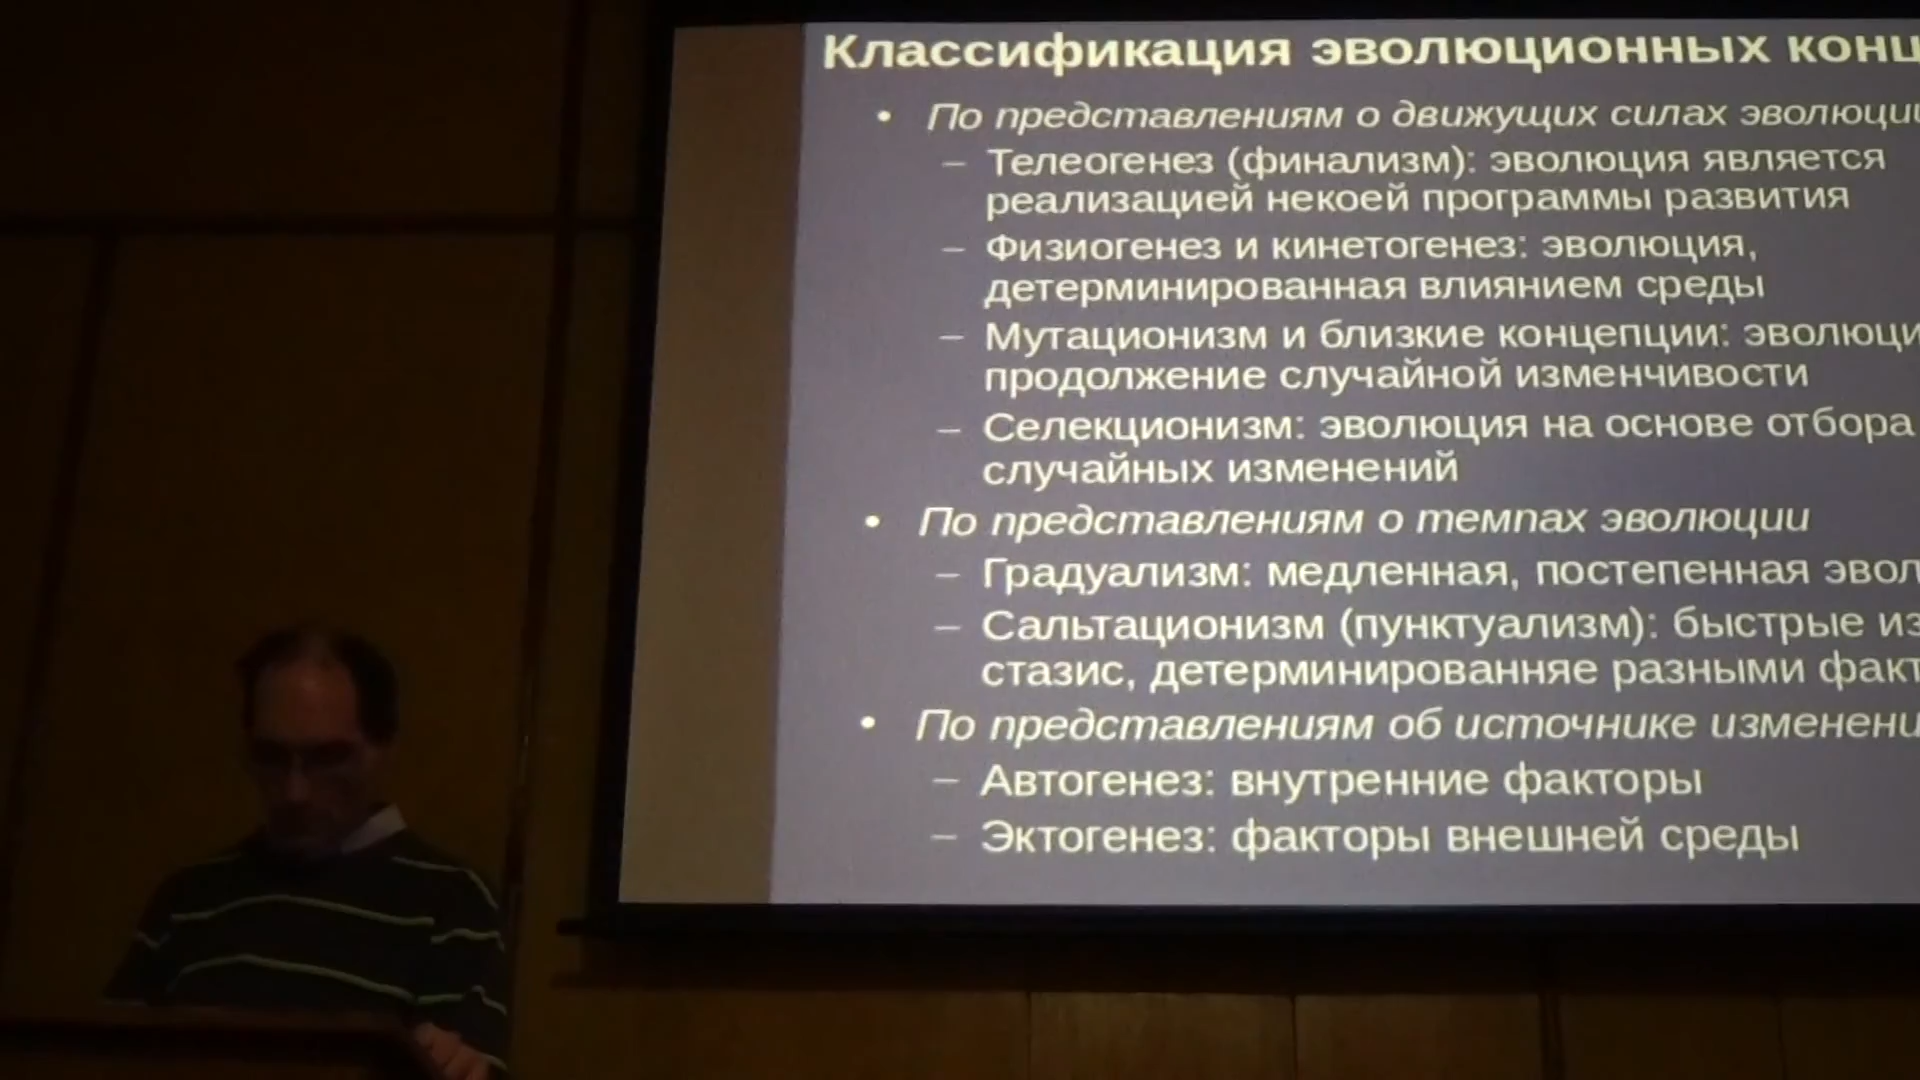 Классификация эволюционных конц
• По представлениям о движущих силах эволюции
– Телеогенез (финализм): эволюция является
реализацией некоей программы развития
– Физиогенез и кинетогенез: эволюция,
детерминированная влиянием среды
– Мутационизм и близкие концепции: эволюци
продолжение случайной изменчивости
– Селекционизм: эволюция на основе отбора
случайных изменений
• По представлениям о темпах эволюции
– Градуализм: медленная, постепенная эвол
– Сальтационизм (пунктуализм): быстрые из
стазис, детерминированняе разными факт
• По представлениям об источнике изменени
– Автогенез: внутренние факторы
– Эктогенез: факторы внешней среды